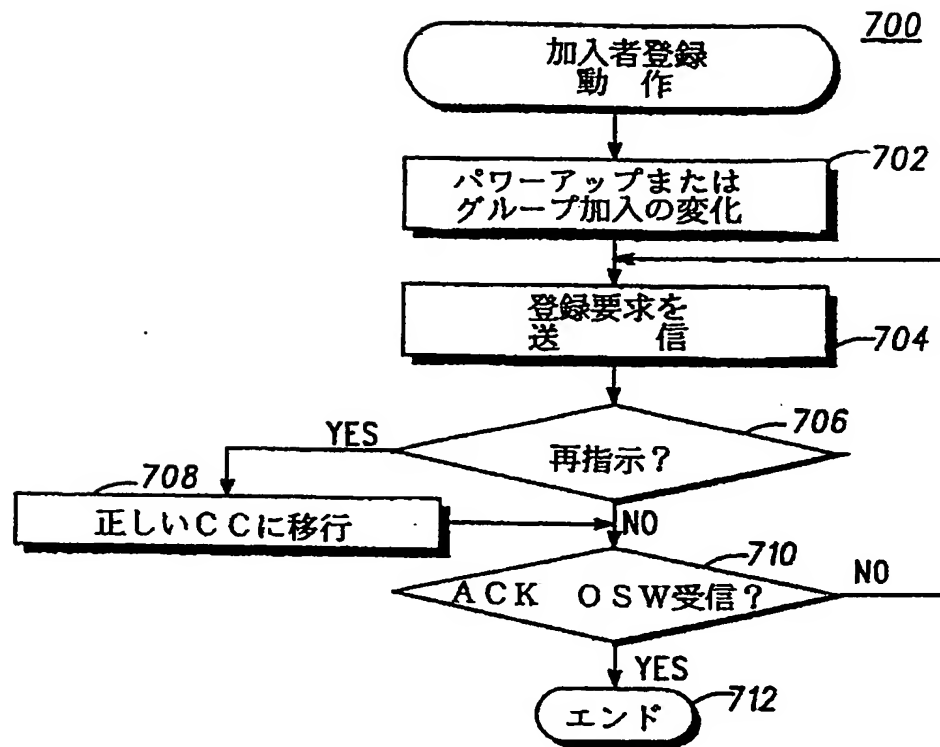 700
加入者登録
動 作
702
パワーアップまたは
グループ加入の変化
登録要求を
送 信
704
706
YES
再指示?
708
正しいCCに移行
NO
710
NO
ACK OSW受信?
YES
エンド
712